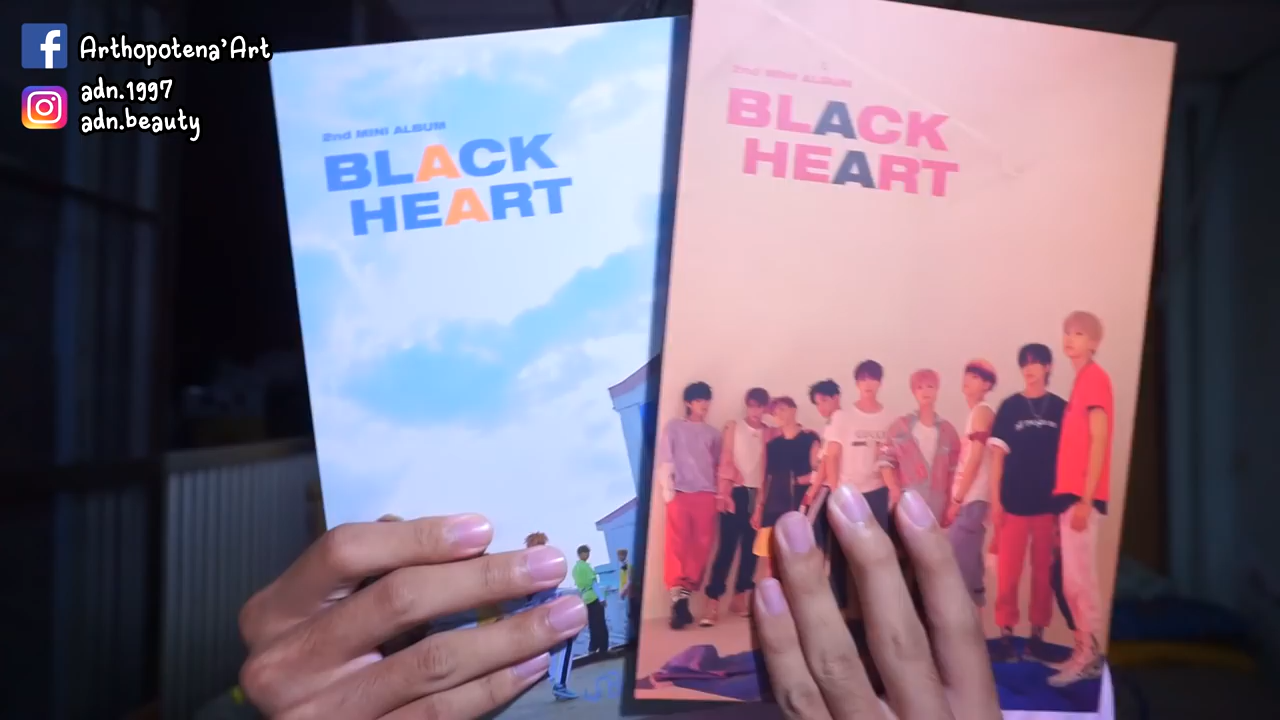 Arthopotena'Art
adn.1997
adn.beauty
2nd MINI ALBUM
BLACK
HEART
2nd MINI ALBUM
BLACK
HEART